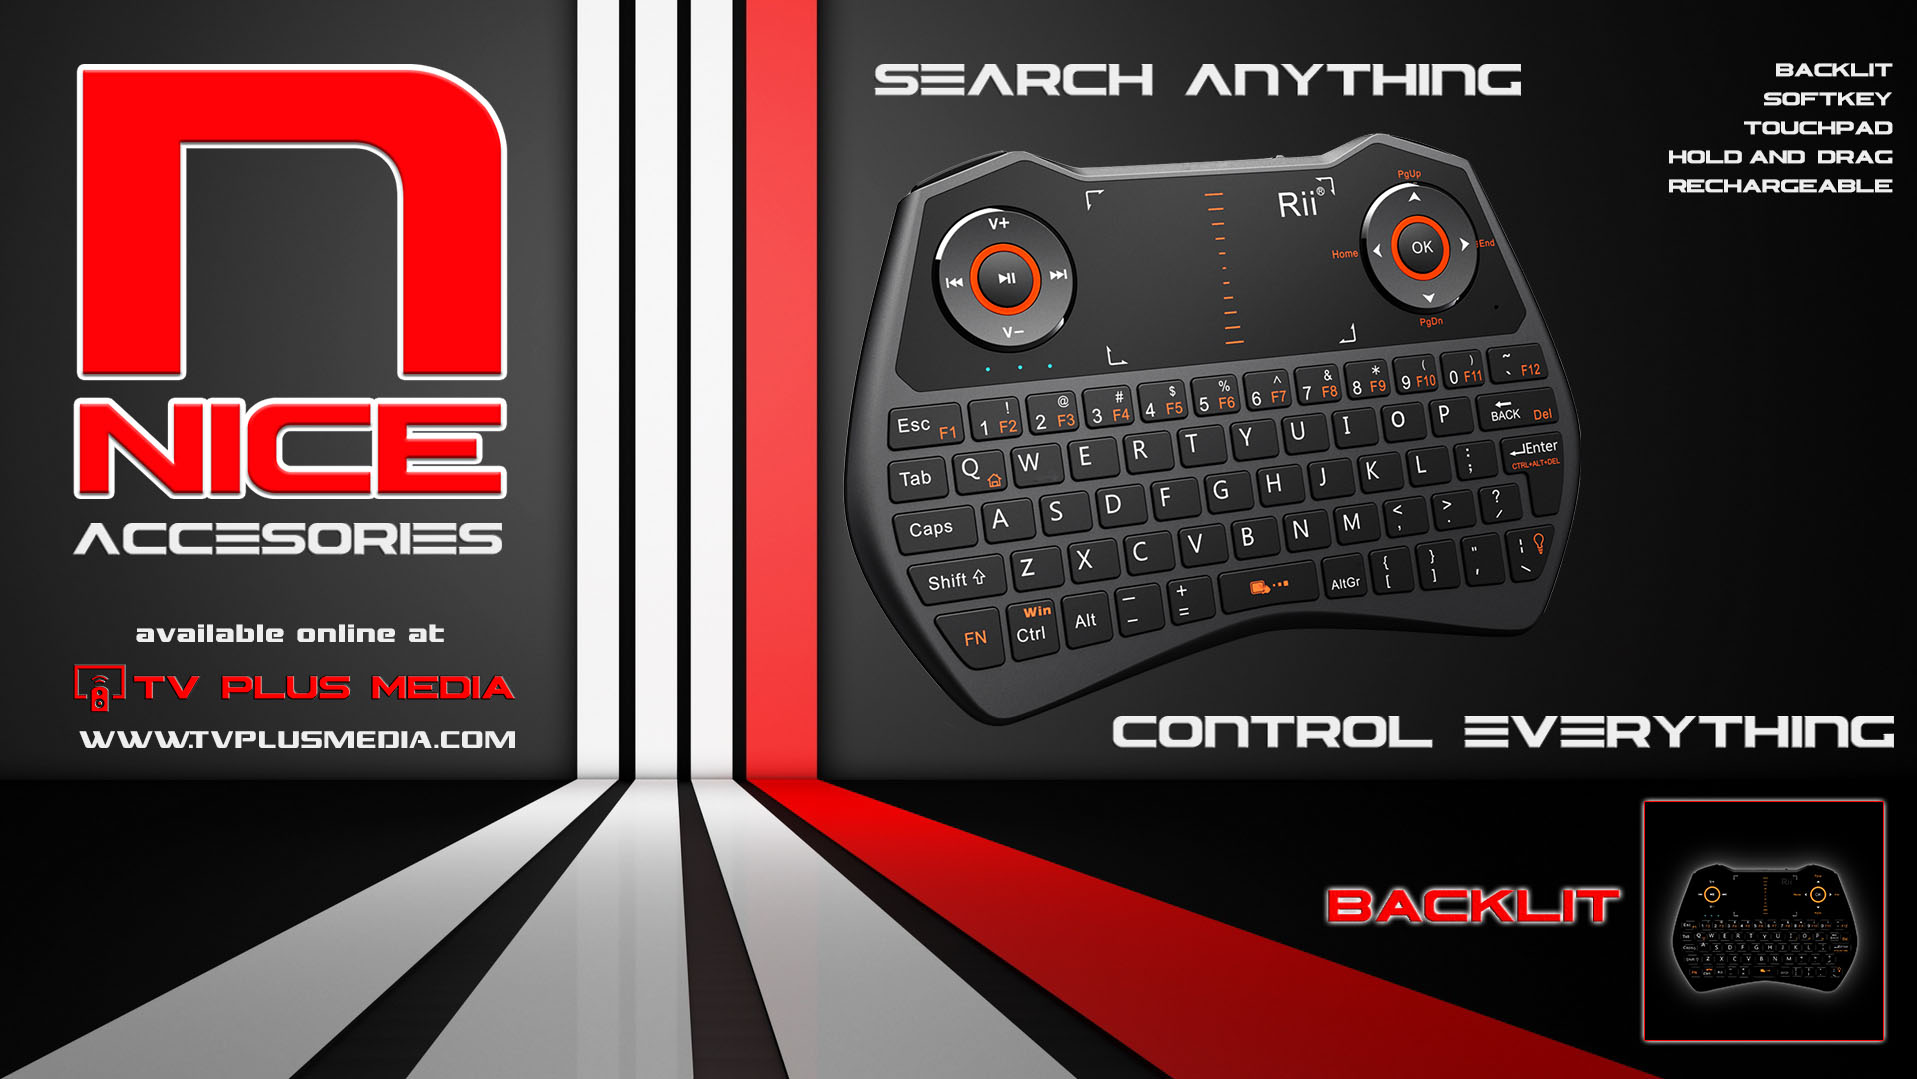 n
NICE
ACCESORIES
available online at
TV PLUS MEDIA
WWW.TVPLUSMEDIA.COM
SEARCH ANYTHING
BACKLIT
SOFTKEY
TOUCHPAD
HOLD AND DRAG
RECHARGEABLE
Rii®
V+
V-
PgUp
Home OK End
PgDn
Esc F1 ! 1 F2 @ 2 F3 # 3 F4 $ 4 F5 % 5 F6 ^ 6 F7 & 7 F8 * 8 F9 ( 9 F10 ) 0 F11 ~ ` F12
Tab Q W E R T Y U I O P BACK Del
Caps A S D F G H J K L : ; Enter CTRL+ALT+DEL
Shift Z X C V B N M < , > . ? /
FN Win Ctrl Alt _ - + = AltGr { [ } ] " ' ¦ \
CONTROL EVERYTHING
BACKLIT